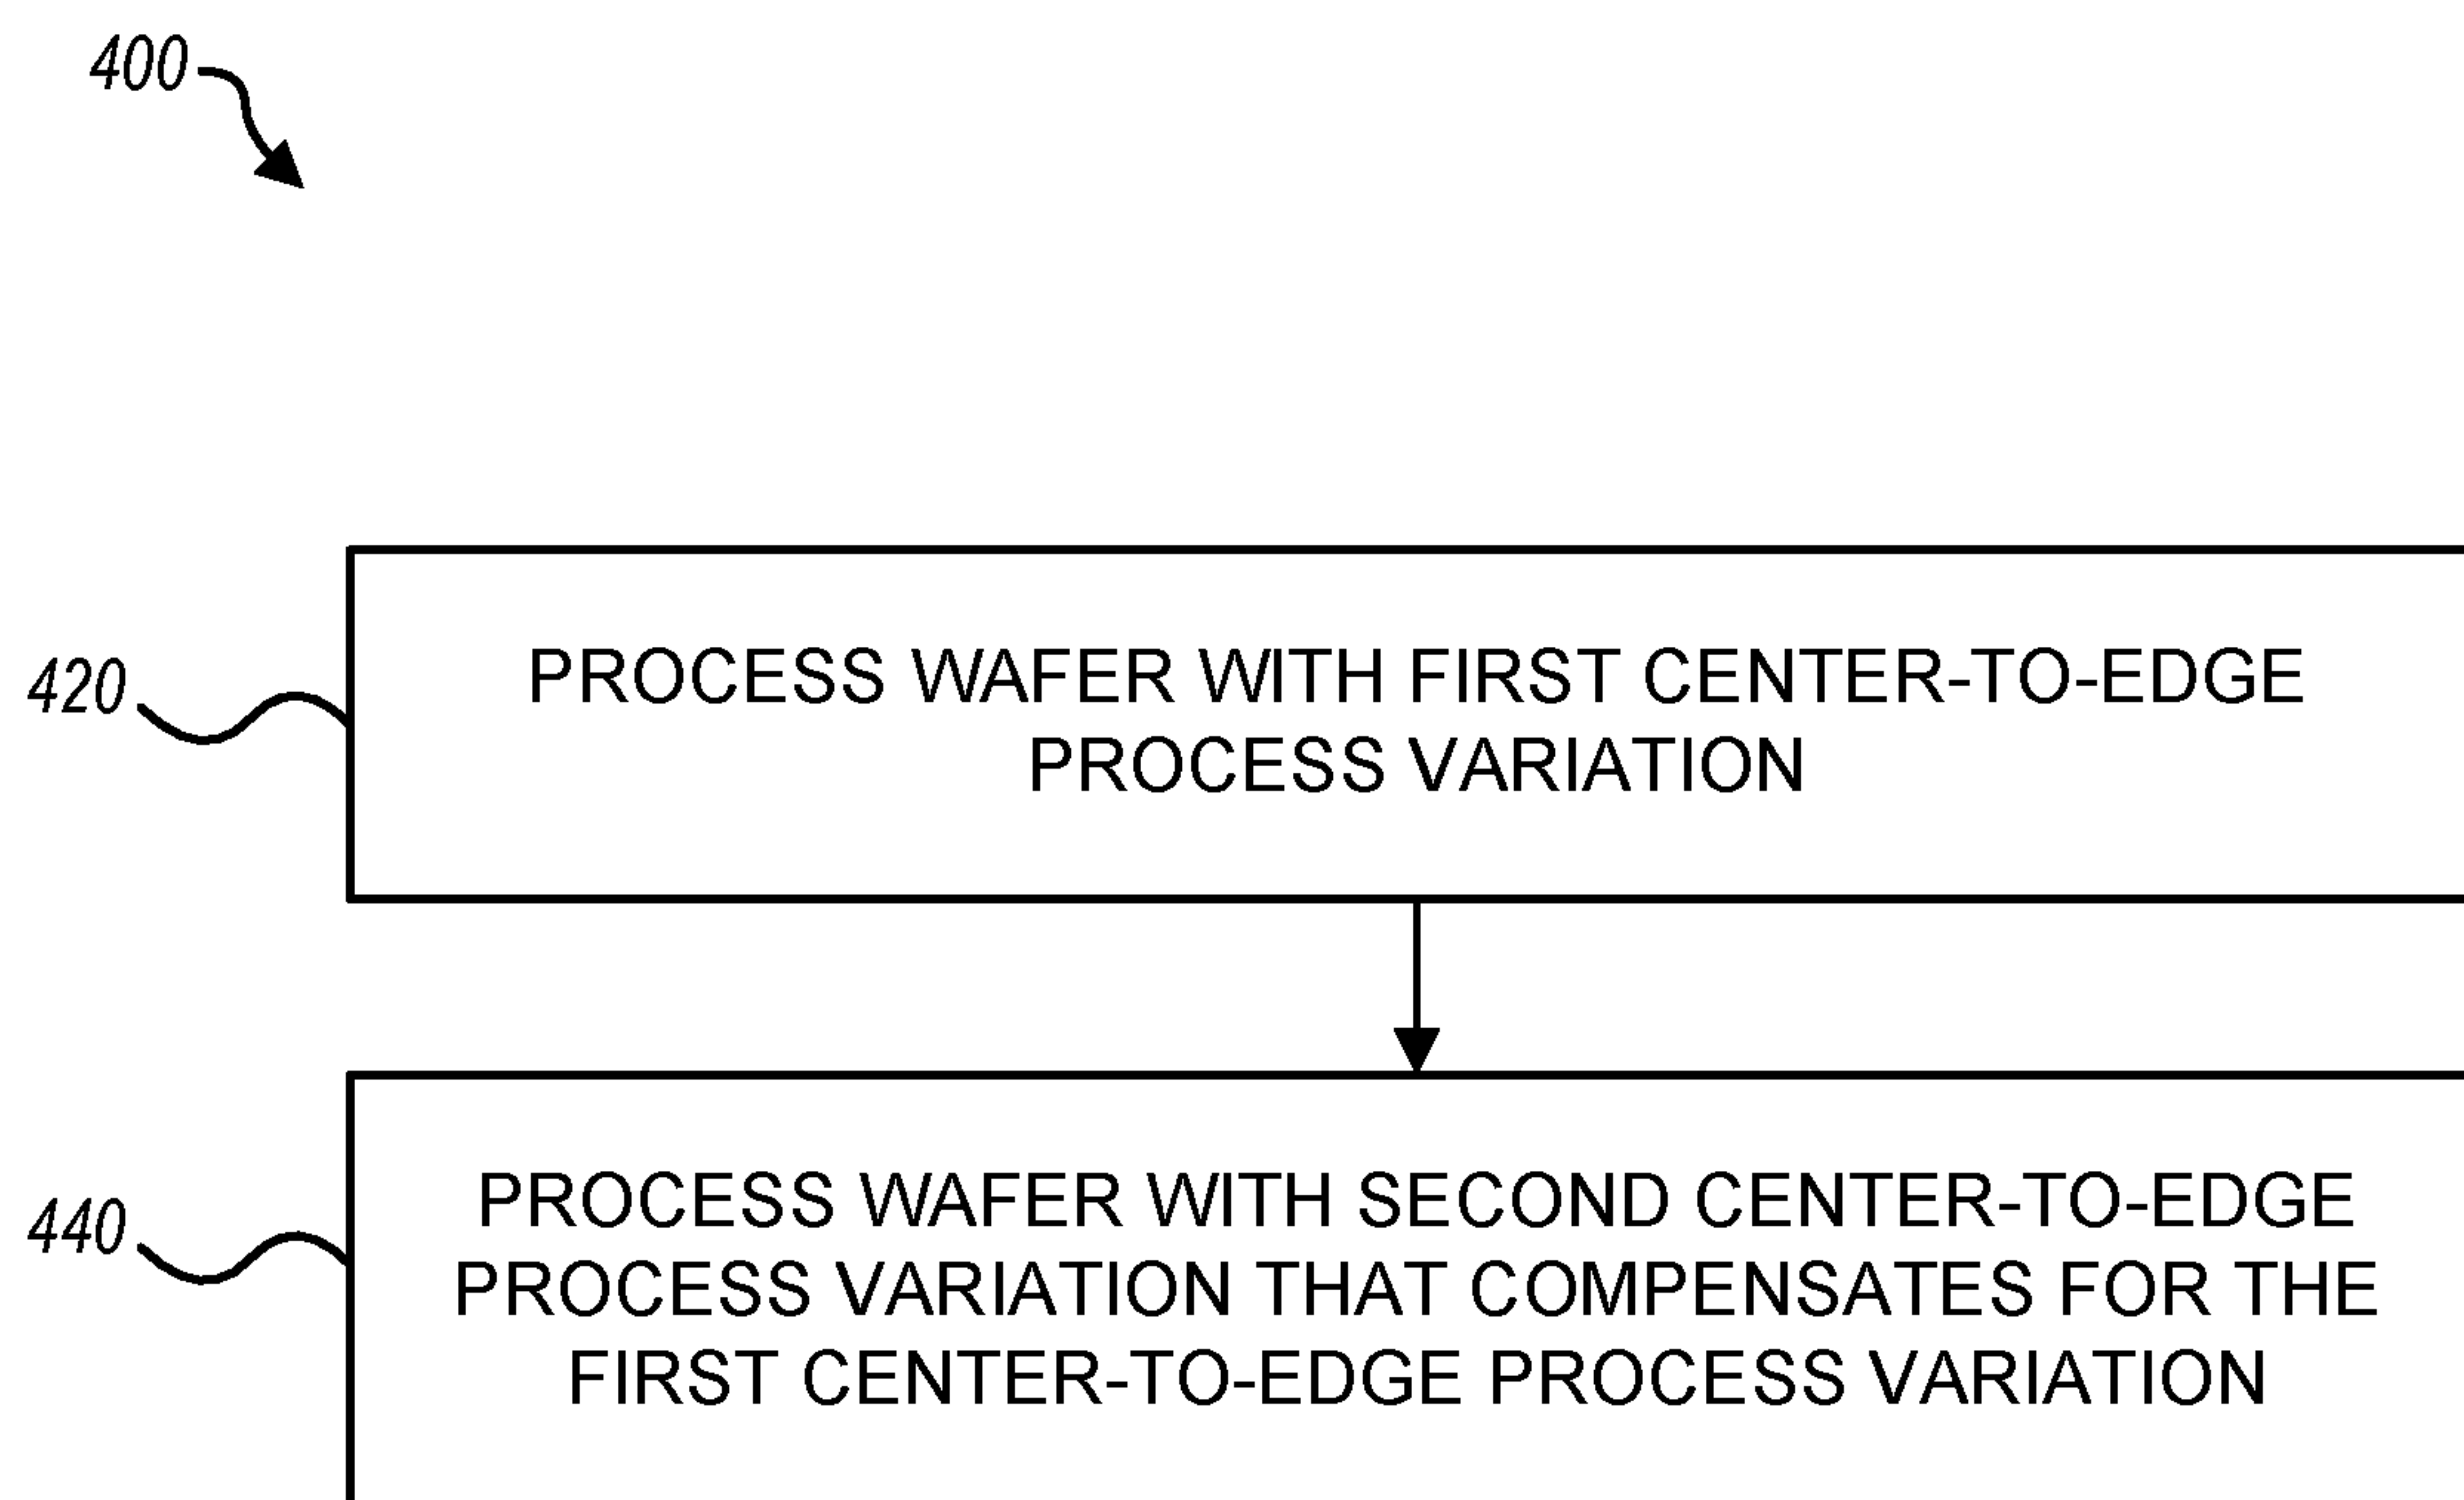 400
420
PROCESS WAFER WITH FIRST CENTER-TO-EDGE
PROCESS VARIATION
440
PROCESS WAFER WITH SECOND CENTER-TO-EDGE
PROCESS VARIATION THAT COMPENSATES FOR THE
FIRST CENTER-TO-EDGE PROCESS VARIATION